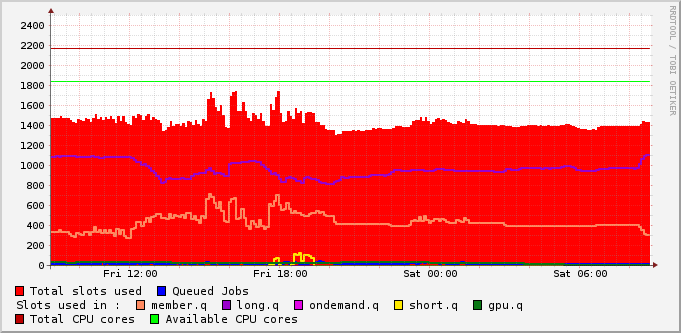 2400
2200
2000
1800
1600
1400
1200
1000
800
600
400
200
0
Fri 12:00 Fri 18:00 Sat 00:00 Sat 06:00
Total slots used Queued Jobs
Slots used in : member.q long.q ondemand.q short.q gpu.q
Total CPU cores Available CPU cores
RRDTOOL / TOBI OETIKER